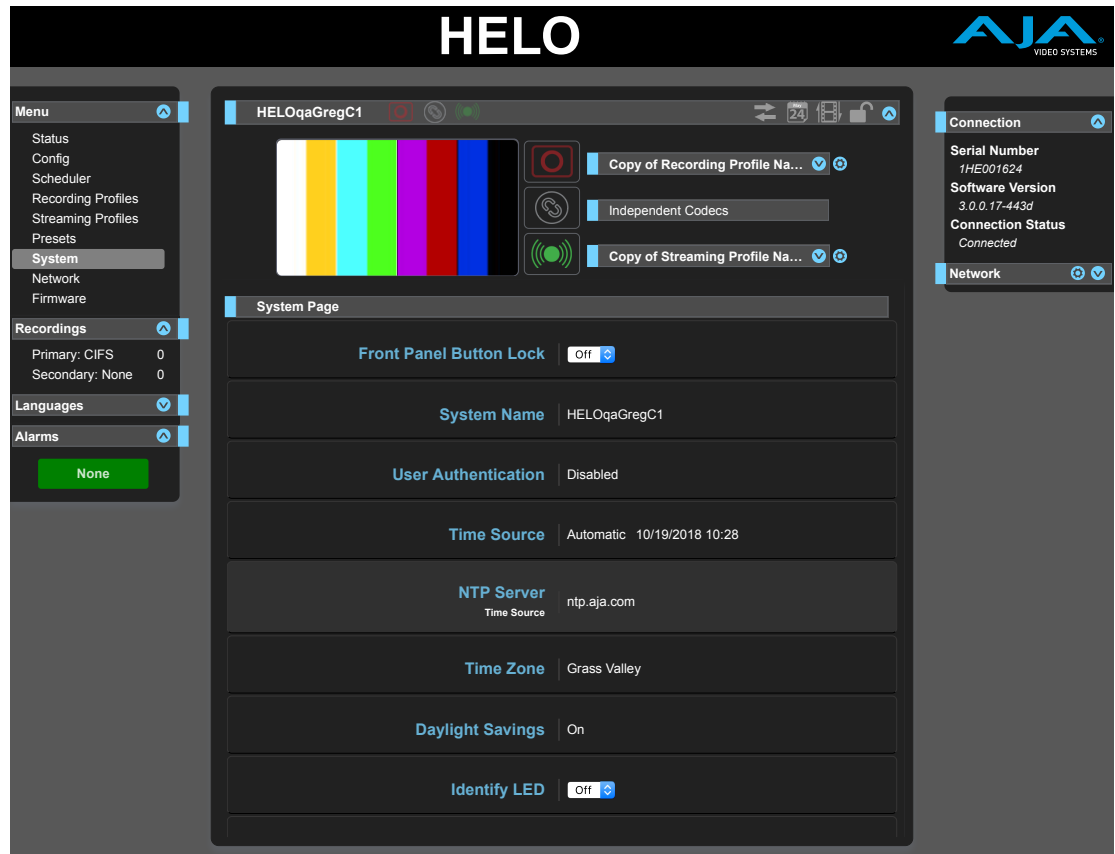 HELO
AJA
VIDEO SYSTEMS
Menu
Status
Config
Scheduler
Recording Profiles
Streaming Profiles
Presets
System
Network
Firmware
Recordings
Primary: CIFS 0
Secondary: None 0
Languages
Alarms
None
HELOqaGregC1
24
Copy of Recording Profile Na...
Independent Codecs
Copy of Streaming Profile Na...
System Page
Front Panel Button Lock Off
System Name HELOqaGregC1
User Authentication Disabled
Time Source Automatic 10/19/2018 10:28
NTP Server
Time Source
ntp.aja.com
Time Zone Grass Valley
Daylight Savings On
Identify LED Off
Connection
Serial Number
1HE001624
Software Version
3.0.0.17-443d
Connection Status
Connected
Network